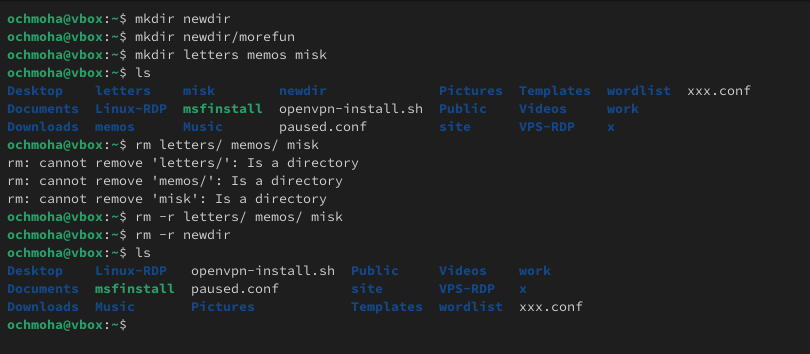 ochmoha@vbox:~$ mkdir newdir
ochmoha@vbox:~$ mkdir newdir/morefun
ochmoha@vbox:~$ mkdir letters memos misk
ochmoha@vbox:~$ ls
Desktop    letters    misk        newdir              Pictures  Templates  wordlist  xxx.conf
Documents  Linux-RDP  msfinstall  openvpn-install.sh  Public    Videos     work
Downloads  memos      Music       paused.conf         site      VPS-RDP    x
ochmoha@vbox:~$ rm letters/ memos/ misk
rm: cannot remove 'letters/': Is a directory
rm: cannot remove 'memos/': Is a directory
rm: cannot remove 'misk': Is a directory
ochmoha@vbox:~$ rm -r letters/ memos/ misk
ochmoha@vbox:~$ rm -r newdir
ochmoha@vbox:~$ ls
Desktop    Linux-RDP   openvpn-install.sh  Public     Videos    work
Documents  msfinstall  paused.conf         site       VPS-RDP   x
Downloads  Music       Pictures            Templates  wordlist  xxx.conf
ochmoha@vbox:~$